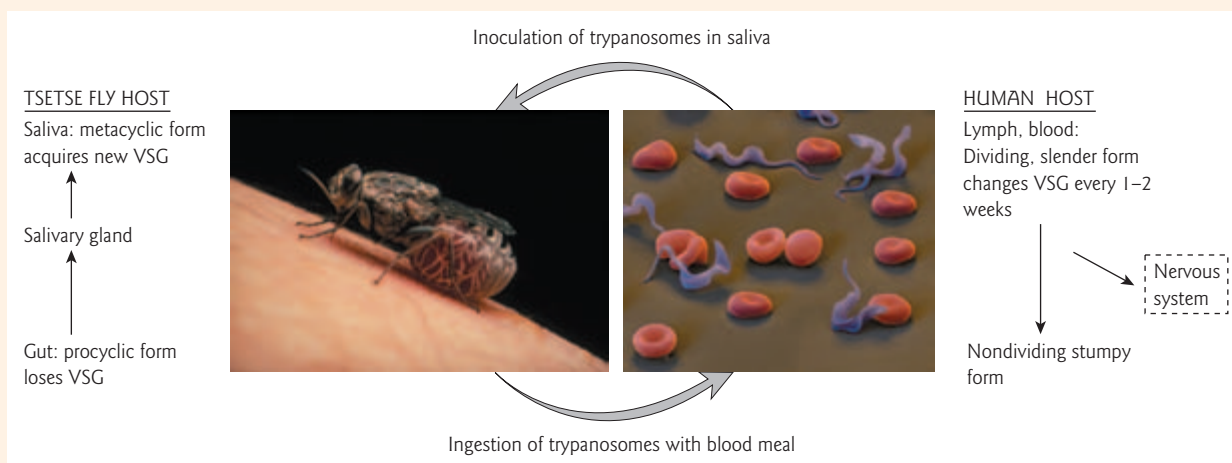 Inoculation of trypanosomes in saliva
TSETSE FLY HOST
Saliva: metacyclic form
acquires new VSG
Salivary gland
Gut: procyclic form
loses VSG
HUMAN HOST
Lymph, blood:
Dividing, slender form
changes VSG every 1–2
weeks
Nervous
system
Nondividing stumpy
form
Ingestion of trypanosomes with blood meal